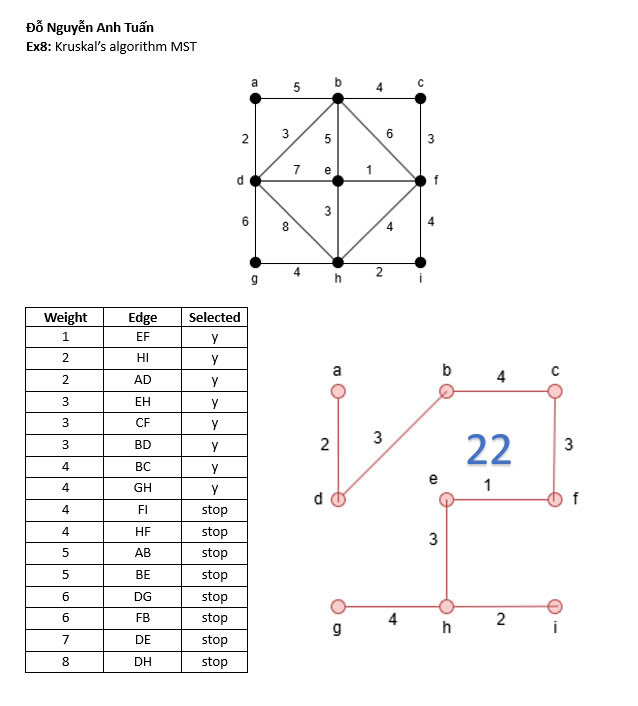 Đỗ Nguyễn Anh Tuấn
Ex8: Kruskal's algorithm MST
a 5 b 4 c
2 3 5 6 3
d 7 e 1 f
6 8 3 4 4
g 4 h 2 i
Weight Edge Selected
1 EF y
2 HI y
2 AD y
3 EH y
3 CF y
3 BD y
4 BC y
4 GH y
4 FI stop
4 HF stop
5 AB stop
5 BE stop
6 DG stop
6 FB stop
7 DE stop
8 DH stop
a b 4 c
2 3 22 3
d e 1 f
3
g 4 h 2 i